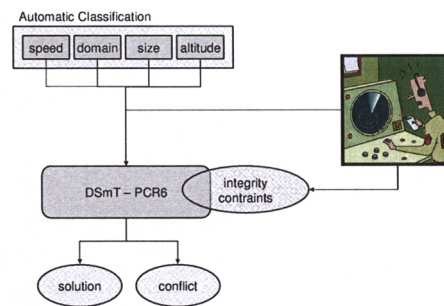 Automatic Classification
speed domain size altitude
DSmT – PCR6
integrity
contraints
solution conflict